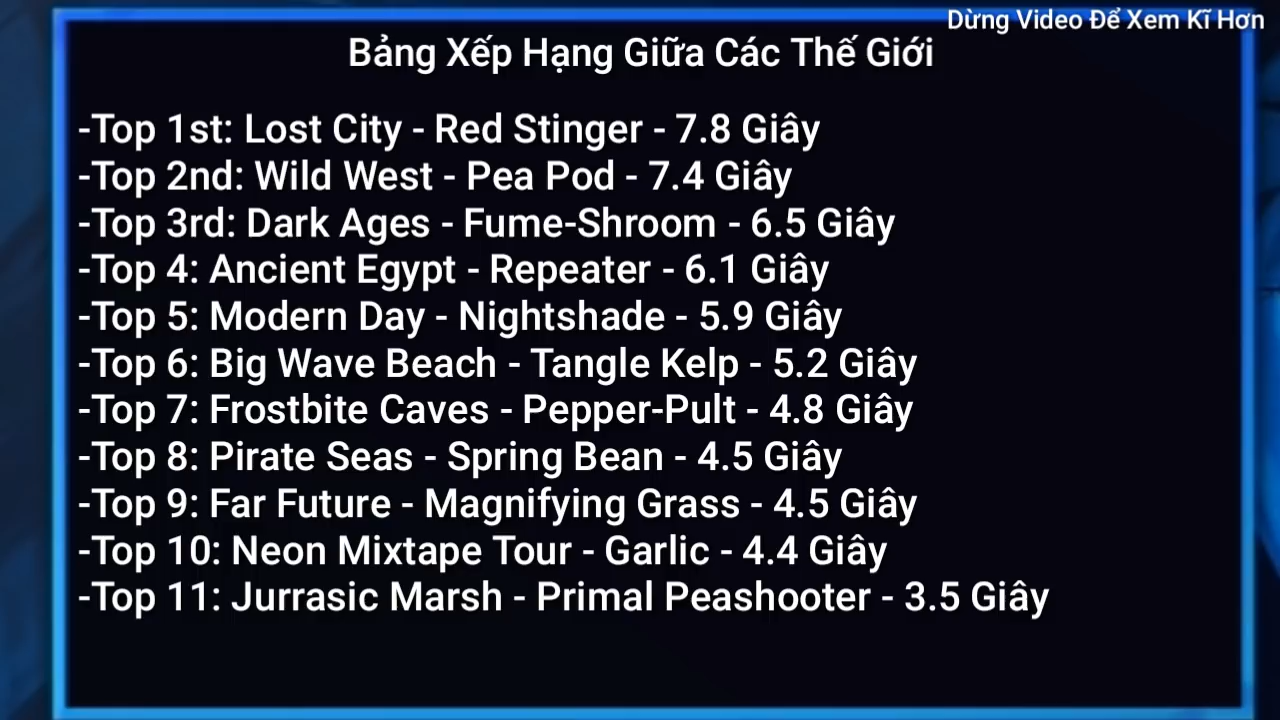 Dừng Video Để Xem Kĩ Hơn
Bảng Xếp Hạng Giữa Các Thế Giới
-Top 1st: Lost City - Red Stinger - 7.8 Giây
-Top 2nd: Wild West - Pea Pod - 7.4 Giây
-Top 3rd: Dark Ages - Fume-Shroom - 6.5 Giây
-Top 4: Ancient Egypt - Repeater - 6.1 Giây
-Top 5: Modern Day - Nightshade - 5.9 Giây
-Top 6: Big Wave Beach - Tangle Kelp - 5.2 Giây
-Top 7: Frostbite Caves - Pepper-Pult - 4.8 Giây
-Top 8: Pirate Seas - Spring Bean - 4.5 Giây
-Top 9: Far Future - Magnifying Grass - 4.5 Giây
-Top 10: Neon Mixtape Tour - Garlic - 4.4 Giây
-Top 11: Jurrasic Marsh - Primal Peashooter - 3.5 Giây